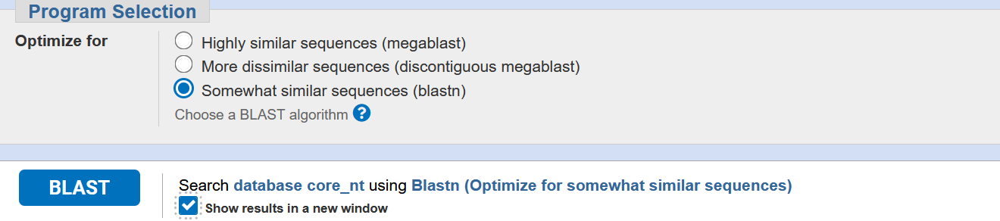 Program Selection
Optimize for
Highly similar sequences (megablast)
More dissimilar sequences (discontiguous megablast)
Somewhat similar sequences (blastn)
Choose a BLAST algorithm ?
BLAST
Search database core_nt using Blastn (Optimize for somewhat similar sequences)
Show results in a new window